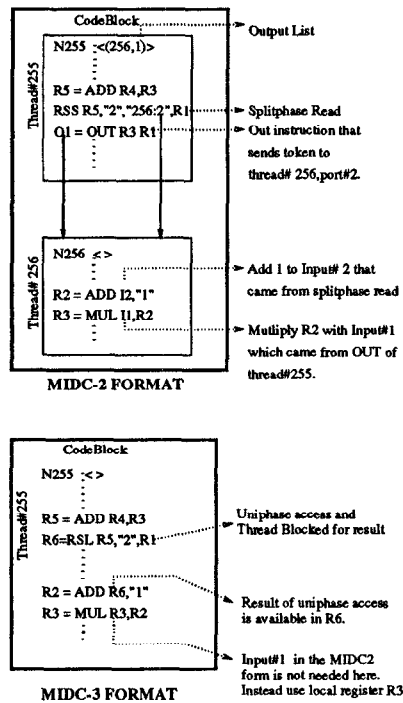 CodeBlock
N255 <(256,1)>
Output List
Thread#255
R5 = ADD R4,R3
RSS R5,"2","256:2",R1
Splitphase Read
O1 = OUT R3 R1
Out instruction that
sends token to
thread# 256,port#2.
N256 <>
Thread# 256
Add 1 to Input# 2 that
came from splitphase read
R2 = ADD I2,"1"
R3 = MUL I1,R2
Mutliply R2 with Input#1
which came from OUT of
thread#255.
MIDC-2 FORMAT
CodeBlock
N255 <>
Thread#255
R5 = ADD R4,R3
R6=RSL R5,"2",R1
Uniphase access and
Thread Blocked for result
R2 = ADD R6,"1"
R3 = MUL R3,R2
Result of uniphase access
is available in R6.
Input#1 in the MIDC2
form is not needed here.
Instead use local register R3
MIDC-3 FORMAT